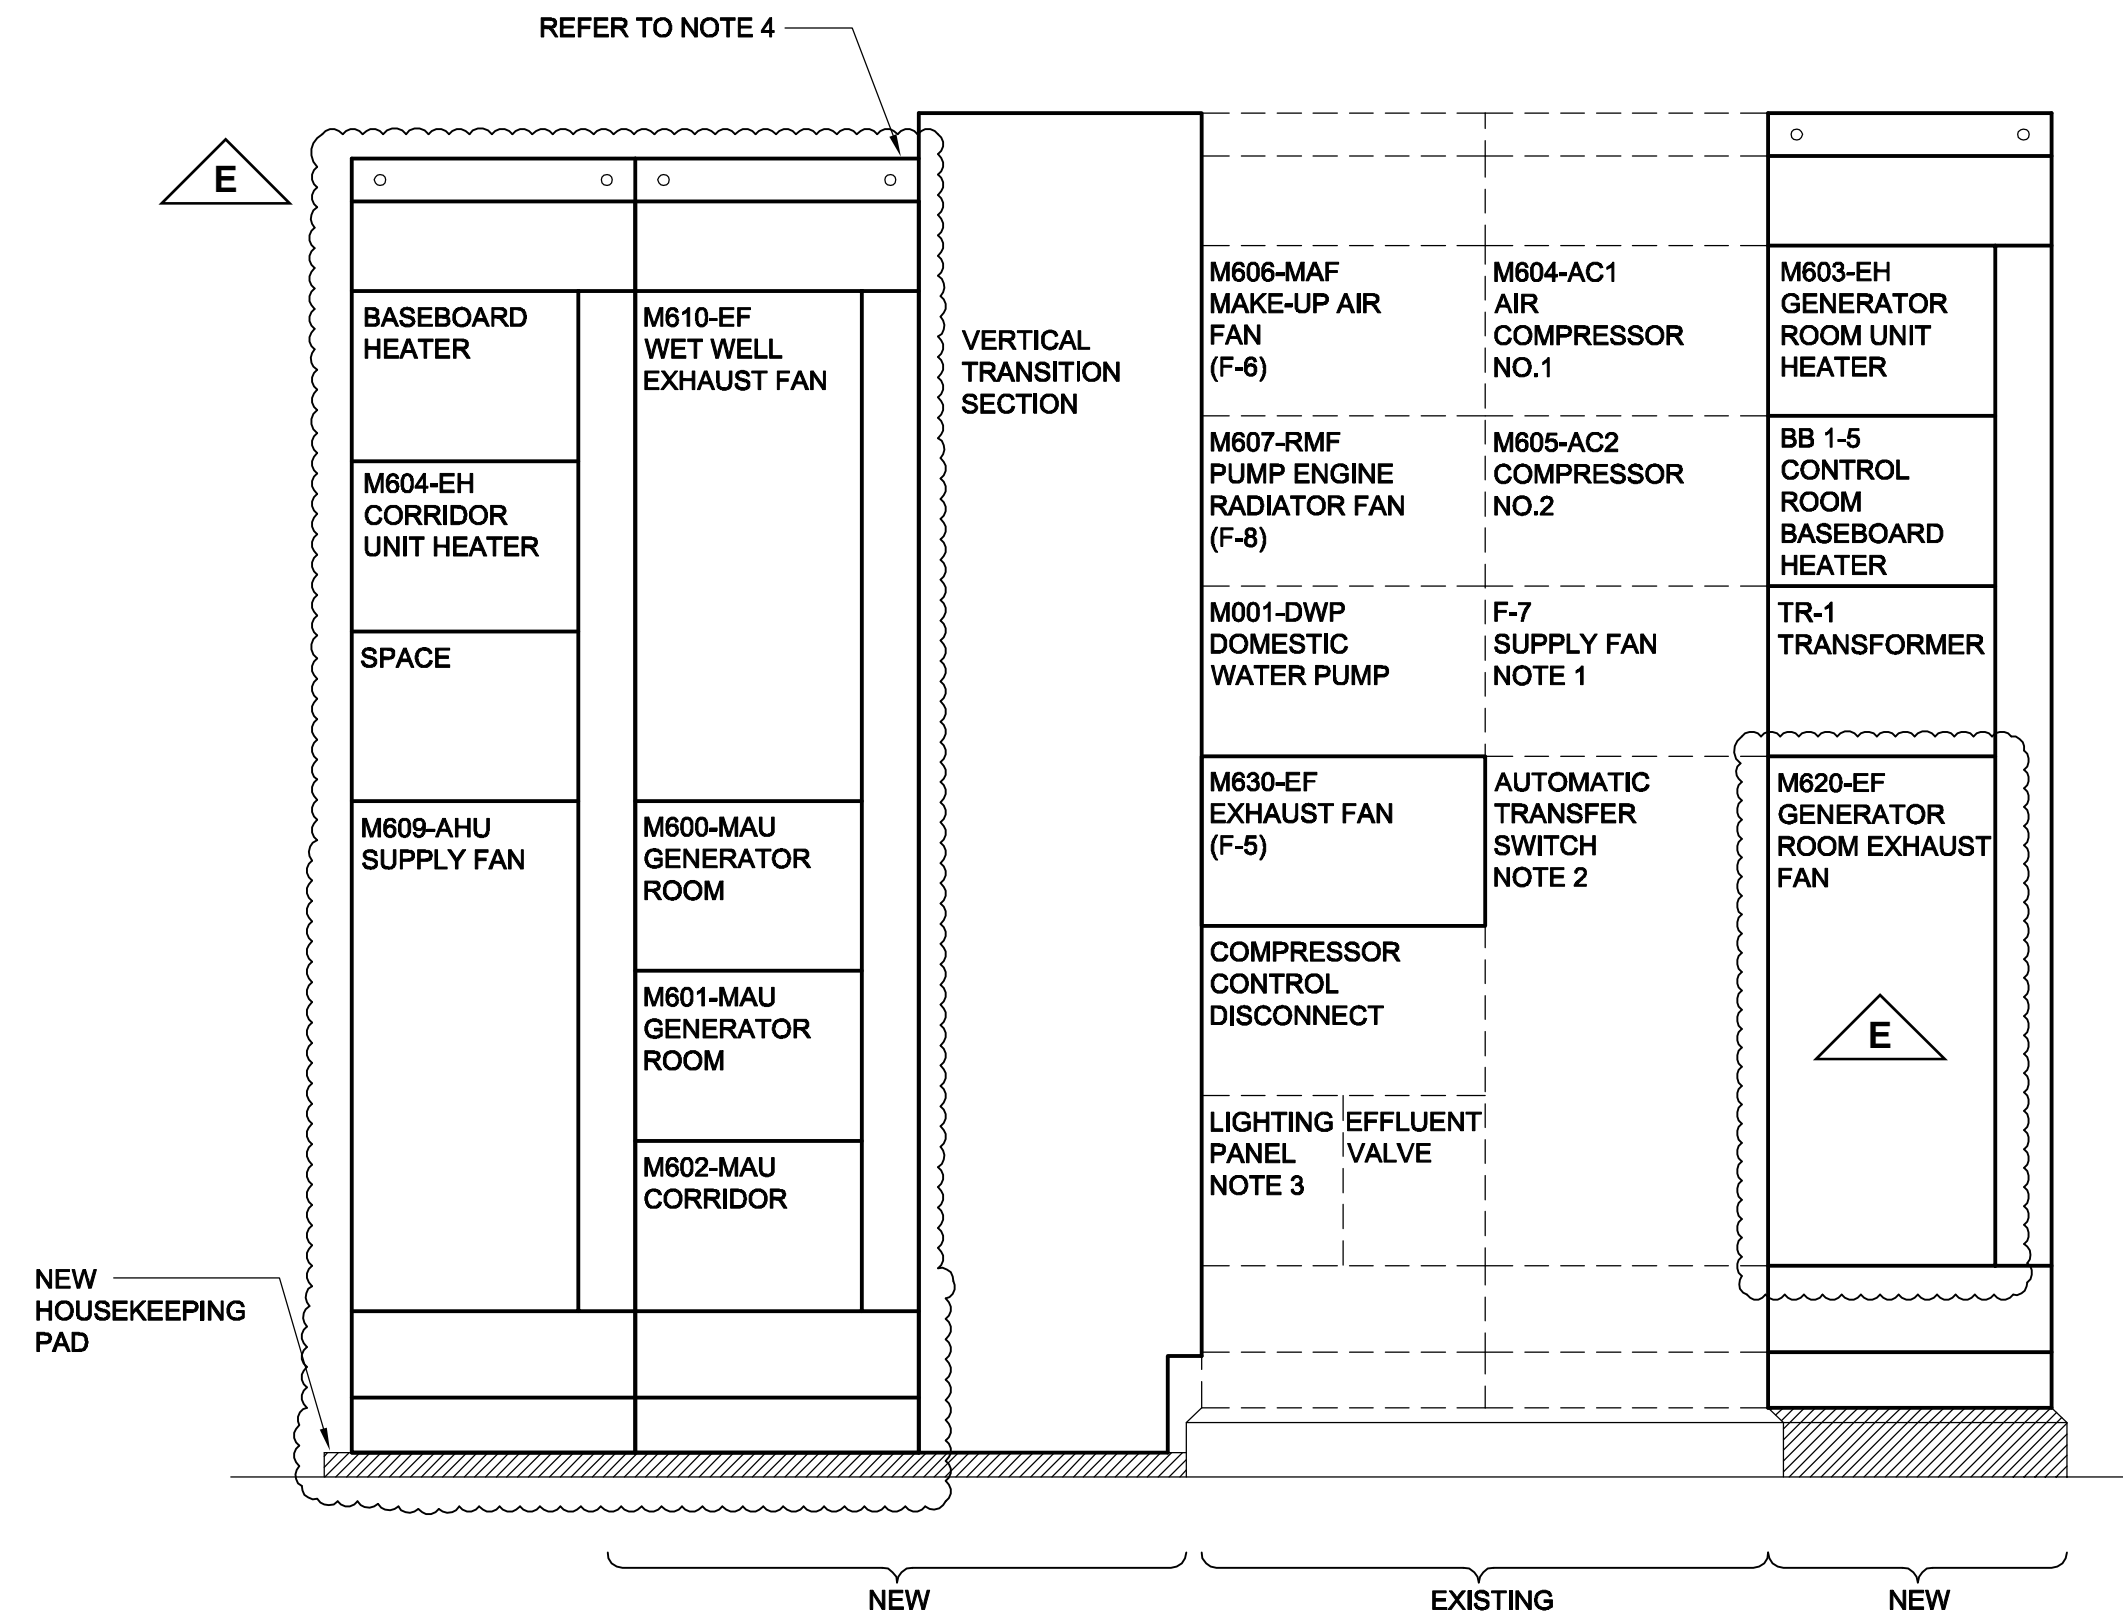 REFER TO NOTE 4
E
BASEBOARD
HEATER
M604-EH
CORRIDOR
UNIT HEATER
SPACE
M609-AHU
SUPPLY FAN
M610-EF
WET WELL
EXHAUST FAN
M600-MAU
GENERATOR
ROOM
M601-MAU
GENERATOR
ROOM
M602-MAU
CORRIDOR
VERTICAL
TRANSITION
SECTION
M606-MAF
MAKE-UP AIR
FAN
(F-6)
M607-RMF
PUMP ENGINE
RADIATOR FAN
(F-8)
M001-DWP
DOMESTIC
WATER PUMP
M630-EF
EXHAUST FAN
(F-5)
COMPRESSOR
CONTROL
DISCONNECT
LIGHTING
PANEL
NOTE 3
EFFLUENT
VALVE
M604-AC1
AIR
COMPRESSOR
NO.1
M605-AC2
COMPRESSOR
NO.2
F-7
SUPPLY FAN
NOTE 1
AUTOMATIC
TRANSFER
SWITCH
NOTE 2
M603-EH
GENERATOR
ROOM UNIT
HEATER
BB 1-5
CONTROL
ROOM
BASEBOARD
HEATER
TR-1
TRANSFORMER
M620-EF
GENERATOR
ROOM EXHAUST
FAN
E
NEW
HOUSEKEEPING
PAD
NEW
EXISTING
NEW